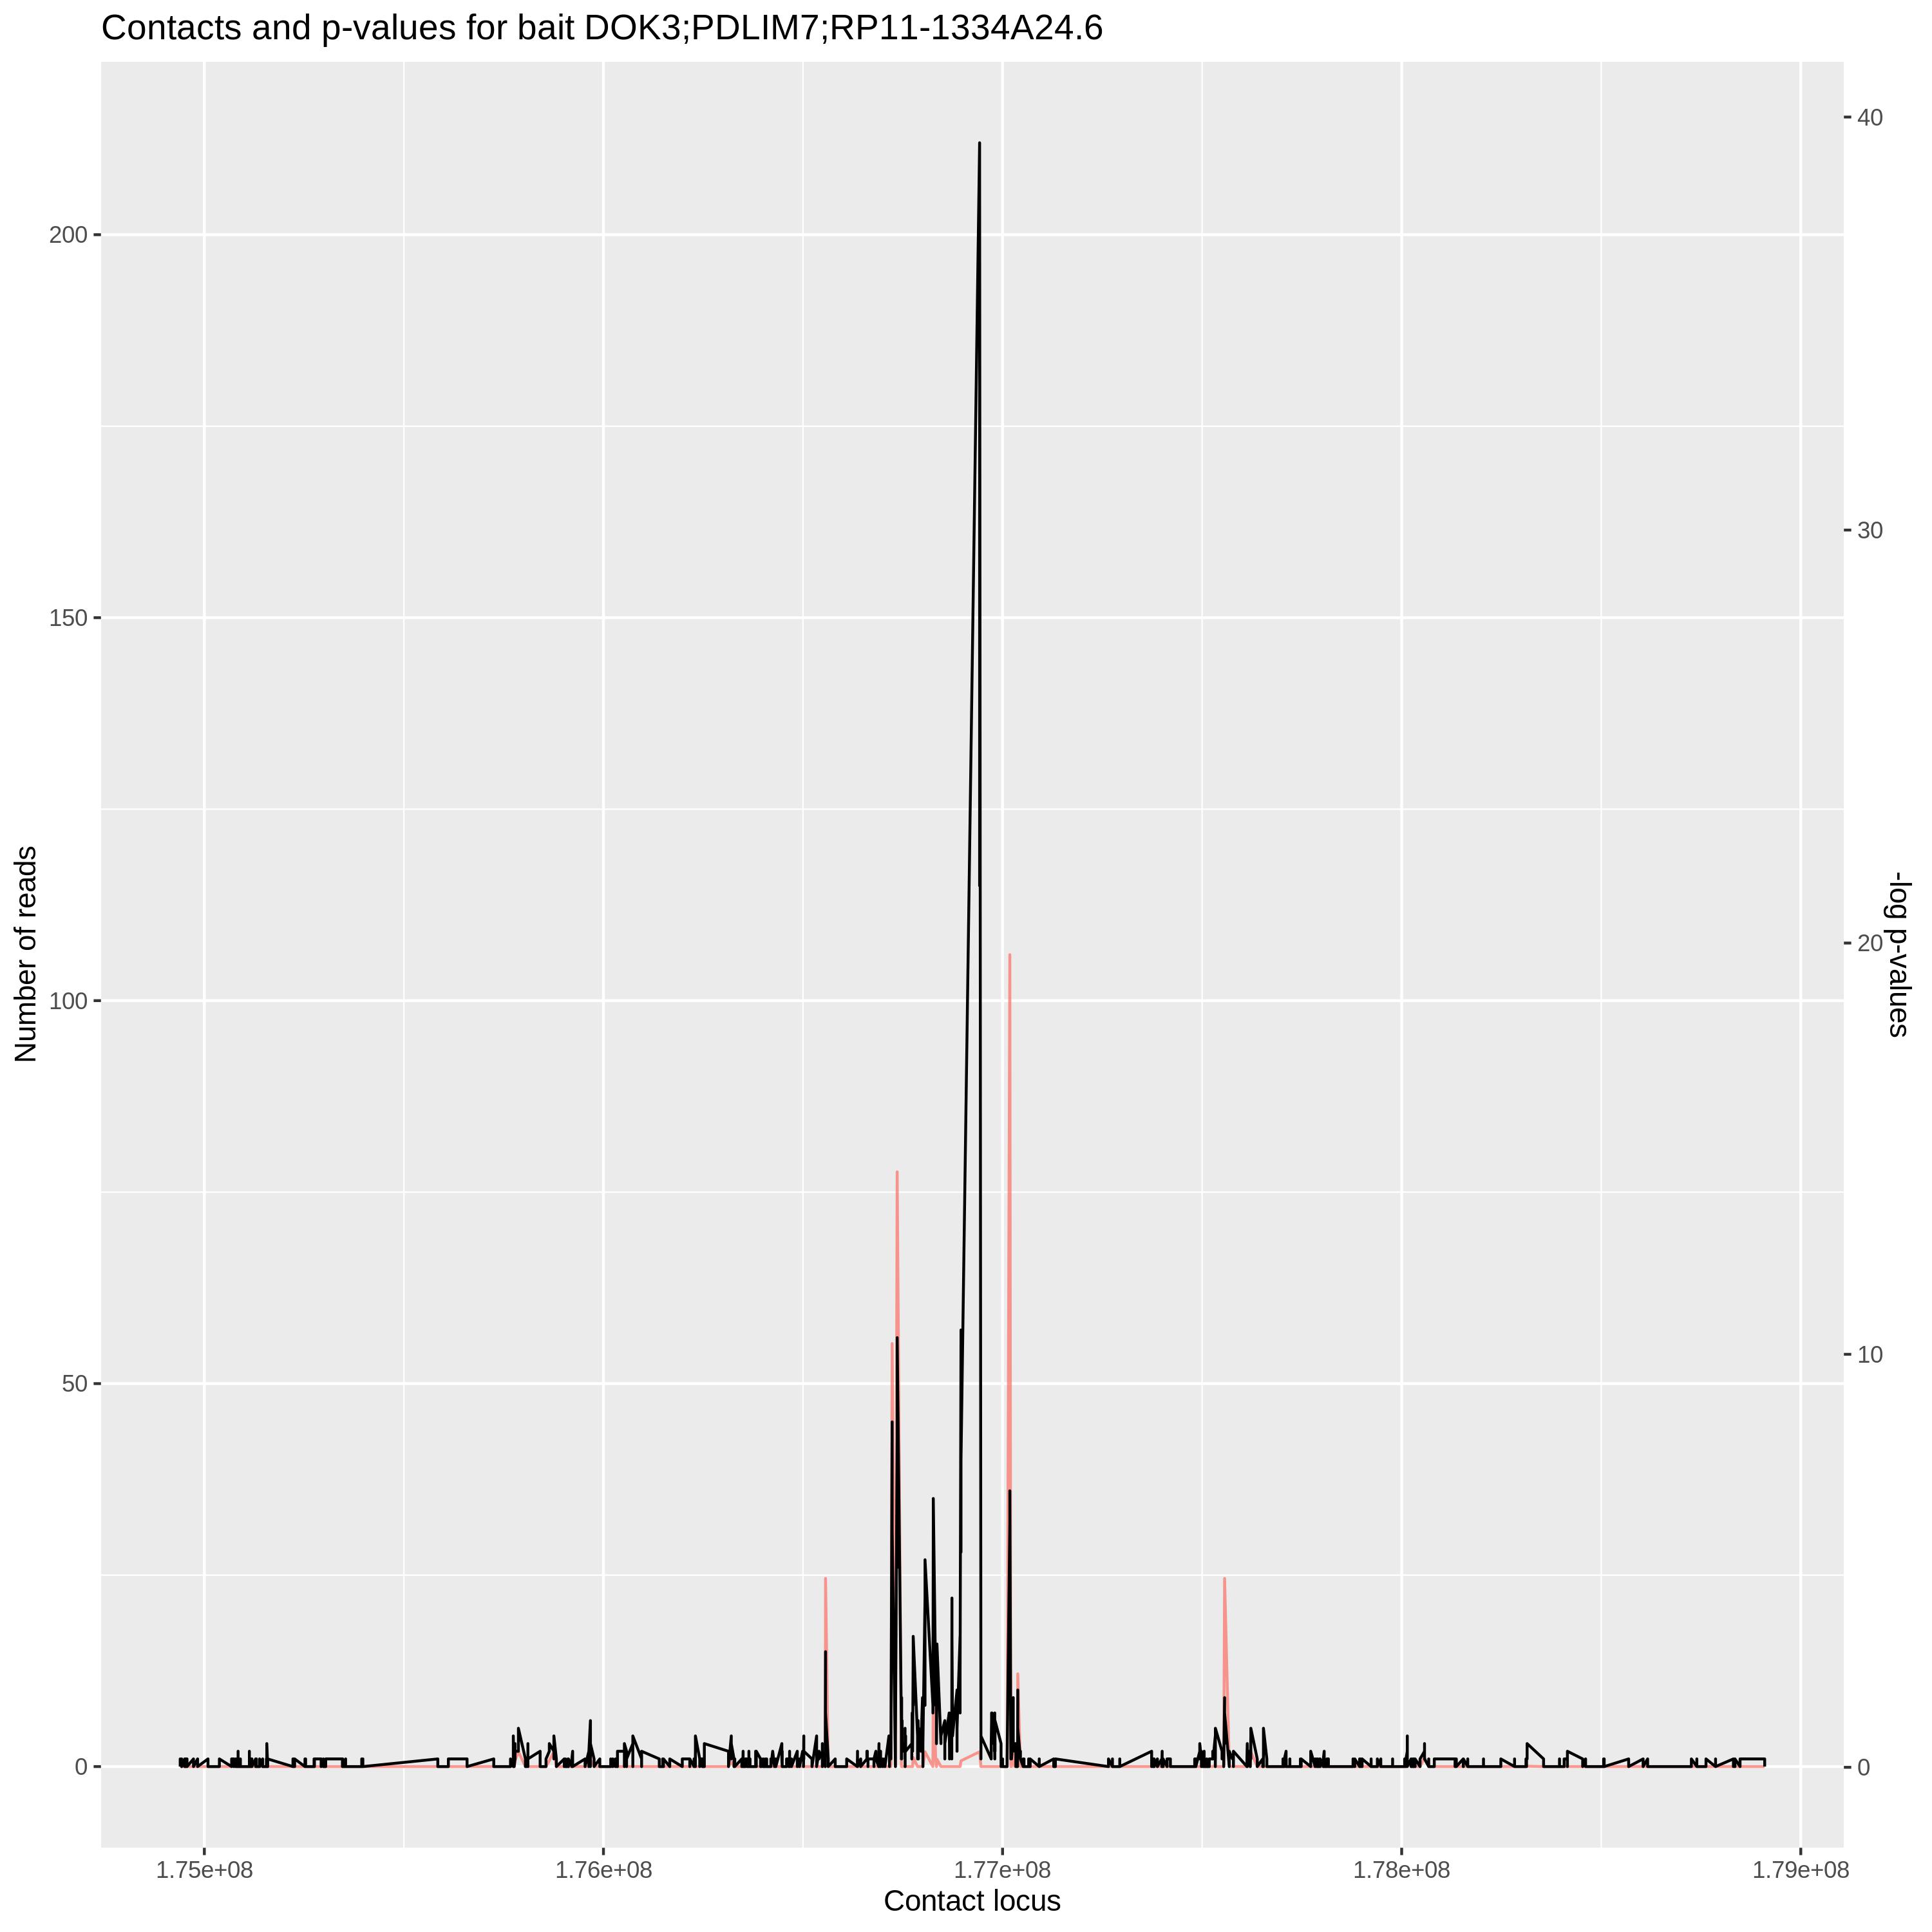 Contacts and p-values for bait DOK3;PDLIM7;RP11-1334A24.6
Number of reads
200
150
100
50
0
40
30
20
10
0
-log p-values
1.75e+08 1.76e+08 1.77e+08 1.78e+08 1.79e+08
Contact locus